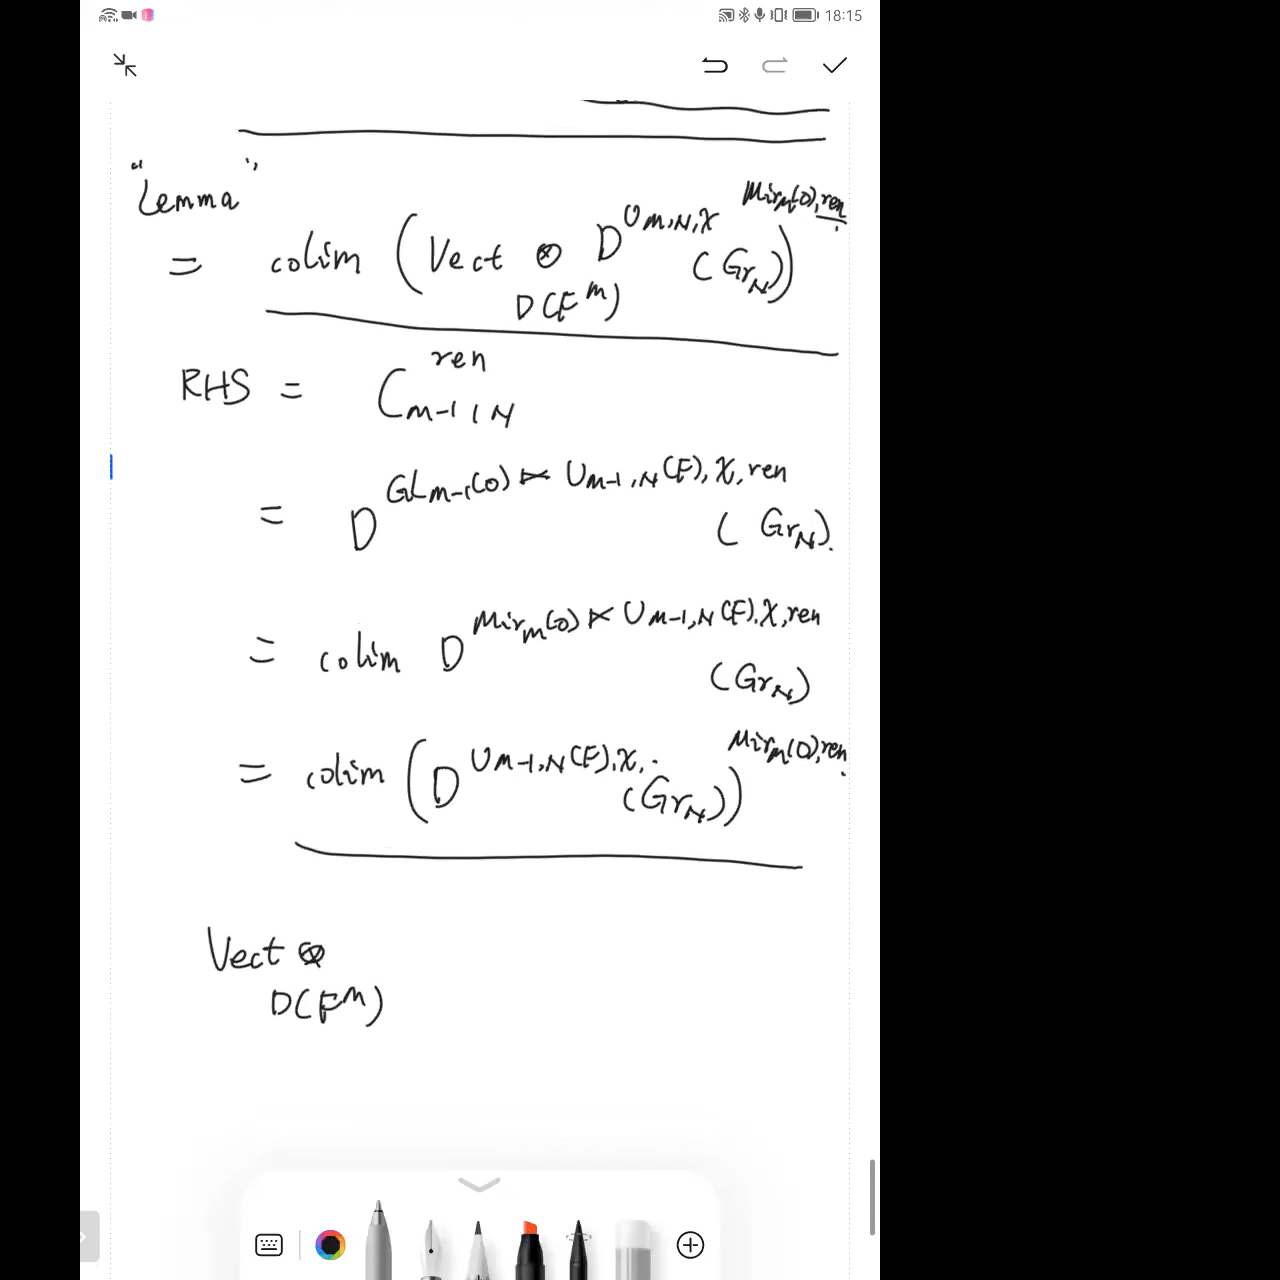 18:15
"Lemma"
= colim (Vect ⊗_{D(F^m)} D^{U_{m,N},χ}(Gr_N))^{Mir_m(O),ren}
RHS = C^{ren}_{m-1,N}
= D^{GL_{m-1}(O) ⋉ U_{m-1,N}(F),χ,ren}(Gr_N).
= colim D^{Mir_m(O) ⋉ U_{m-1,N}(F),χ,ren}(Gr_N)
= colim (D^{U_{m-1,N}(F),χ,.}(Gr_N))^{Mir_m(O),ren.}
Vect ⊗_{D(F^m)}